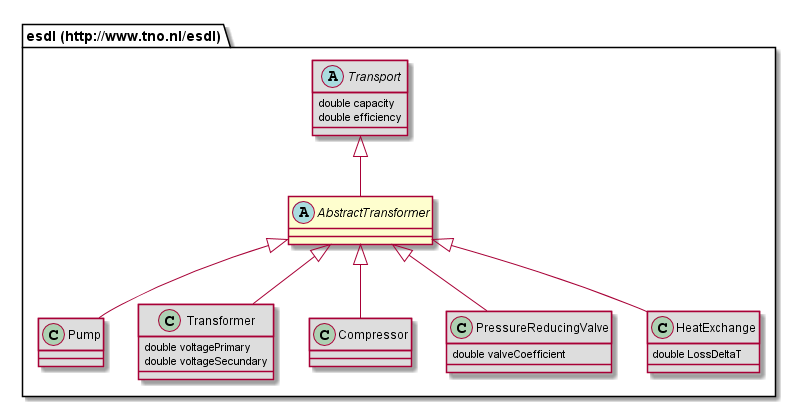 esdl (http://www.tno.nl/esdl)
A Transport
double capacity
double efficiency
A AbstractTransformer
C Pump
C Transformer
double voltagePrimary
double voltageSecundary
C Compressor
C PressureReducingValve
double valveCoefficient
C HeatExchange
double LossDeltaT